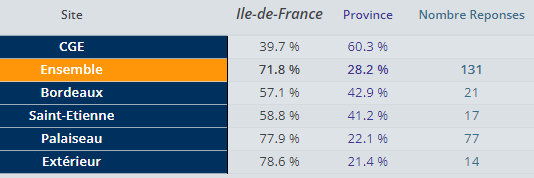 Site Ile-de-France Province Nombre Reponses
CGE 39.7 % 60.3 %
Ensemble 71.8 % 28.2 % 131
Bordeaux 57.1 % 42.9 % 21
Saint-Etienne 58.8 % 41.2 % 17
Palaiseau 77.9 % 22.1 % 77
Extérieur 78.6 % 21.4 % 14